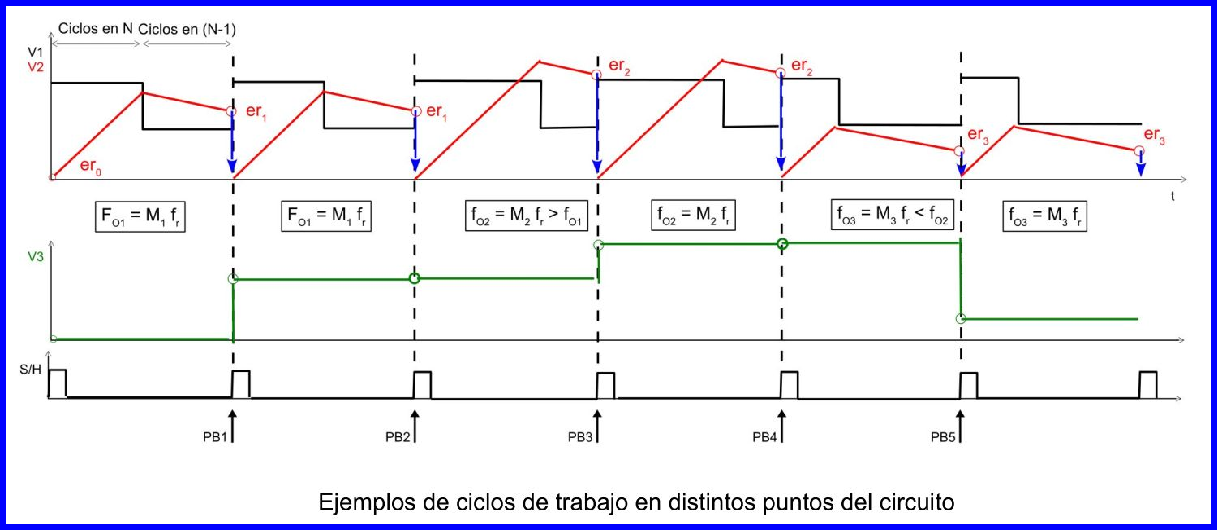 Ciclos en N Ciclos en (N-1)
V1
V2
er0
er1
er1
er2
er2
er3
er3
t
FO1 = M1 fr
FO1 = M1 fr
fO2 = M2 fr > fO1
fO2 = M2 fr
fO3 = M3 fr < fO2
fO3 = M3 fr
V3
S/H
PB1
PB2
PB3
PB4
PB5
Ejemplos de ciclos de trabajo en distintos puntos del circuito